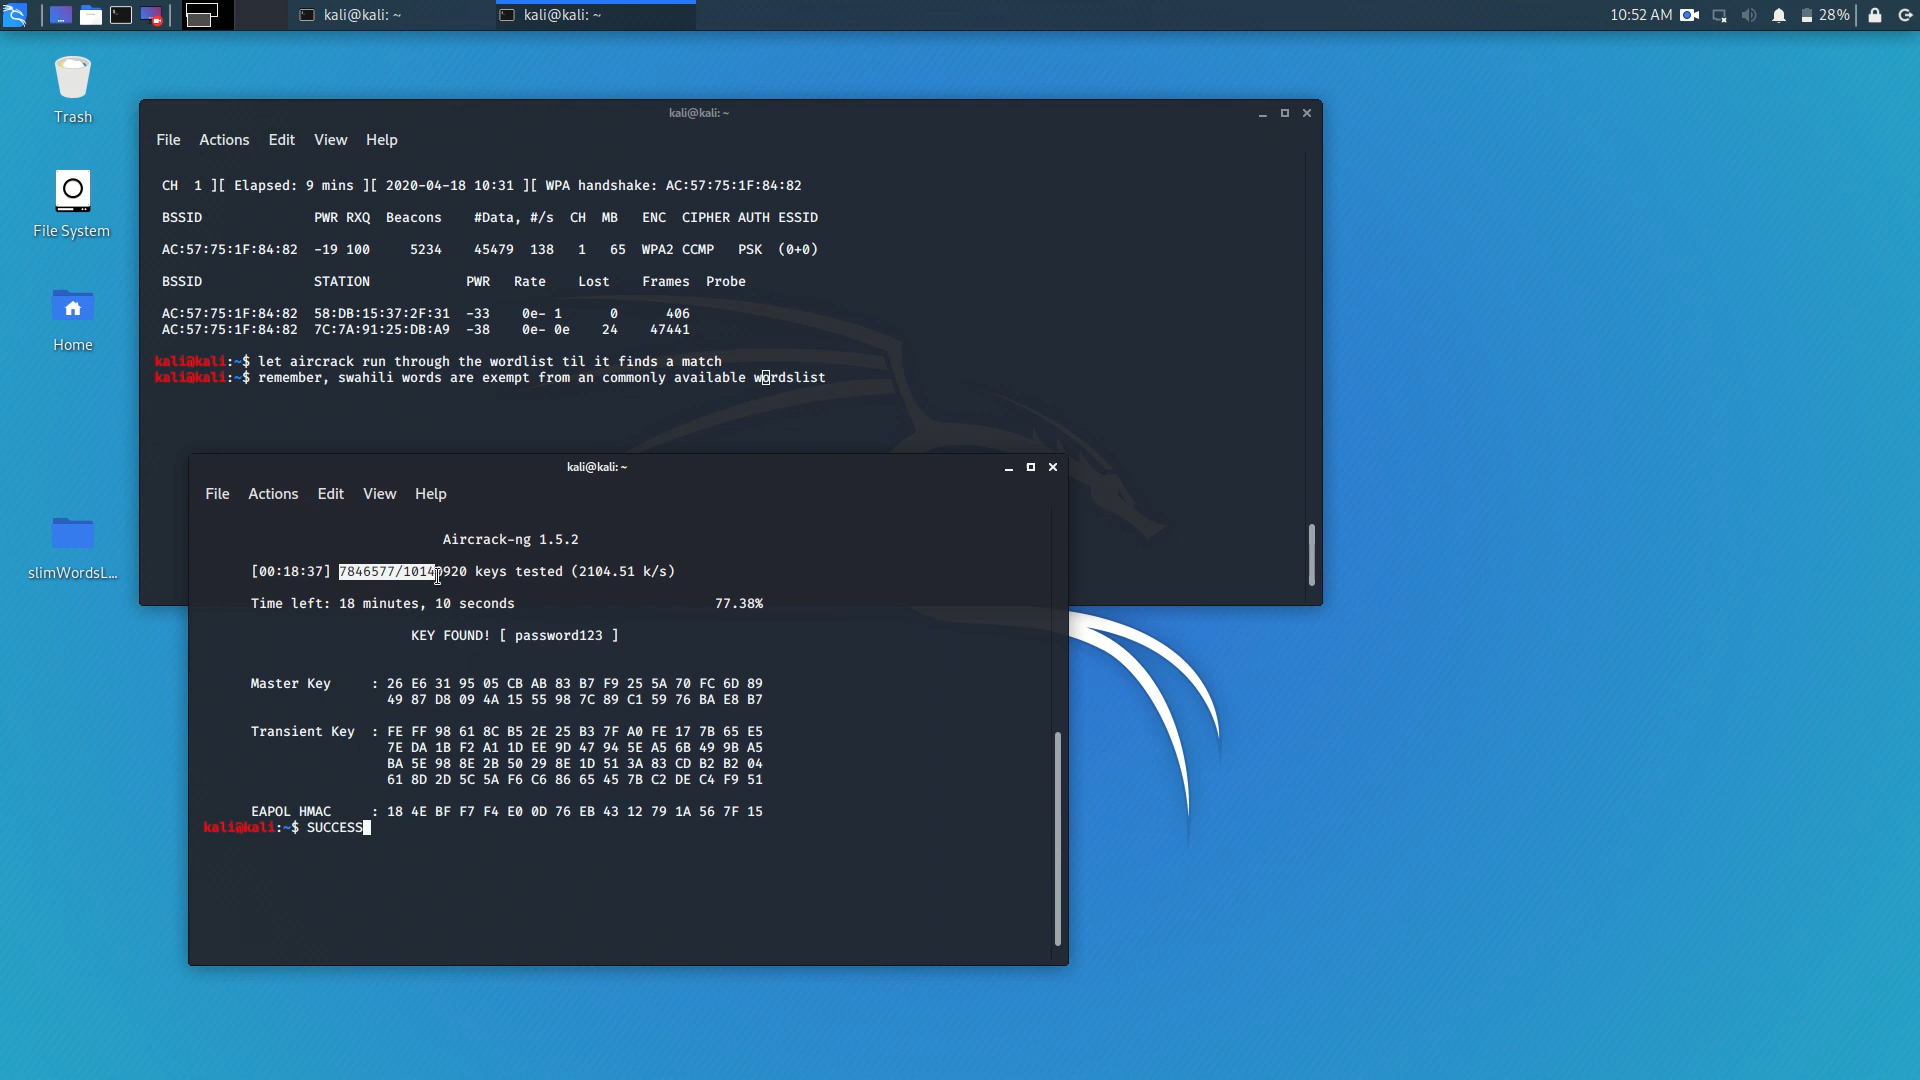 kali@kali: ~
kali@kali: ~
10:52 AM
28%
Trash
File System
Home
slimWordsL...
kali@kali: ~
File Actions Edit View Help
CH 1 ][ Elapsed: 9 mins ][ 2020-04-18 10:31 ][ WPA handshake: AC:57:75:1F:84:82
BSSID PWR RXQ Beacons #Data, #/s CH MB ENC CIPHER AUTH ESSID
AC:57:75:1F:84:82 -19 100 5234 45479 138 1 65 WPA2 CCMP PSK (0+0)
BSSID STATION PWR Rate Lost Frames Probe
AC:57:75:1F:84:82 58:DB:15:37:2F:31 -33 0e- 1 0 406
AC:57:75:1F:84:82 7C:7A:91:25:DB:A9 -38 0e- 0e 24 47441
kali@kali:~$ let aircrack run through the wordlist til it finds a match
kali@kali:~$ remember, swahili words are exempt from an commonly available wordslist
kali@kali: ~
File Actions Edit View Help
Aircrack-ng 1.5.2
[00:18:37] 7846577/10140920 keys tested (2104.51 k/s)
Time left: 18 minutes, 10 seconds 77.38%
KEY FOUND! [ password123 ]
Master Key : 26 E6 31 95 05 CB AB 83 B7 F9 25 5A 70 FC 6D 89
49 87 D8 09 4A 15 55 98 7C 89 C1 59 76 BA E8 B7
Transient Key : FE FF 98 61 8C B5 2E 25 B3 7F A0 FE 17 7B 65 E5
7E DA 1B F2 A1 1D EE 9D 47 94 5E A5 6B 49 9B A5
BA 5E 98 8E 2B 50 29 8E 1D 51 3A 83 CD B2 B2 04
61 8D 2D 5C 5A F6 C6 86 65 45 7B C2 DE C4 F9 51
EAPOL HMAC : 18 4E BF F7 F4 E0 0D 76 EB 43 12 79 1A 56 7F 15
kali@kali:~$ SUCCESS